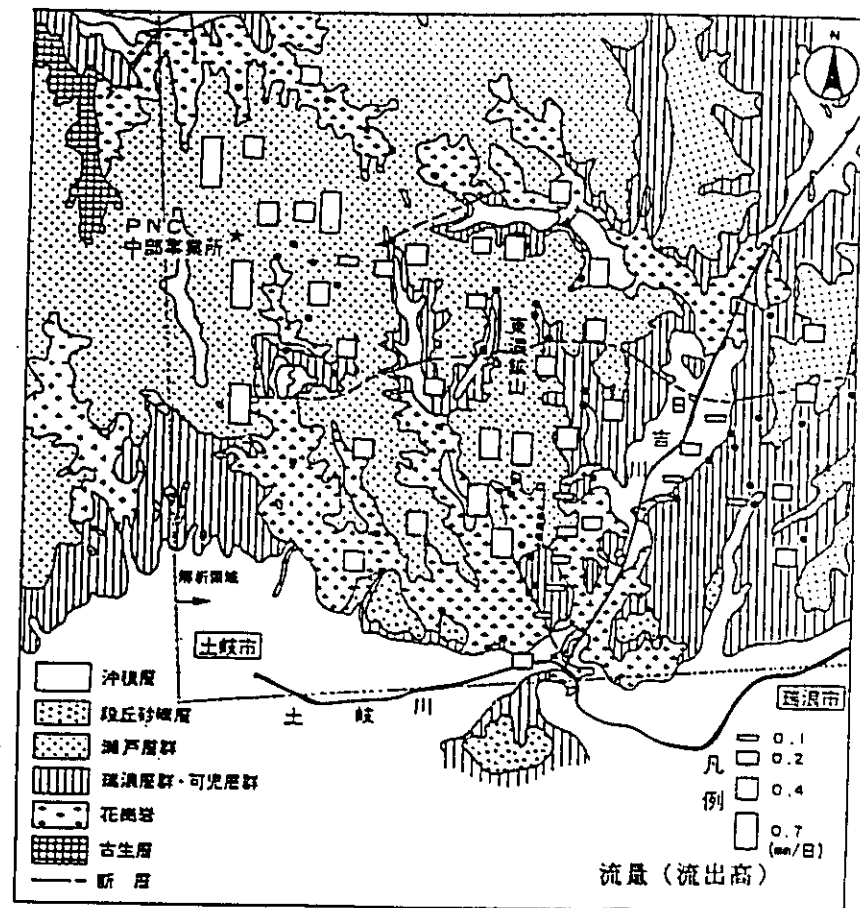 N
PNC
中部事業所
東濃鉱山
日吉川
解析領域
土岐市
土岐川
瑞浪市
沖積層
段丘砂礫層
瀬戸層群
瑞浪層群・可児層群
花崗岩
古生層
断層
凡例
0.1
0.2
0.4
0.7
(mm/日)
流量(流出高)